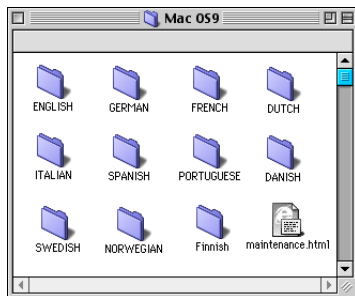 Mac OS9
ENGLISH GERMAN FRENCH DUTCH
ITALIAN SPANISH PORTUGUESE DANISH
SWEDISH NORWEGIAN Finnish maintenance.html